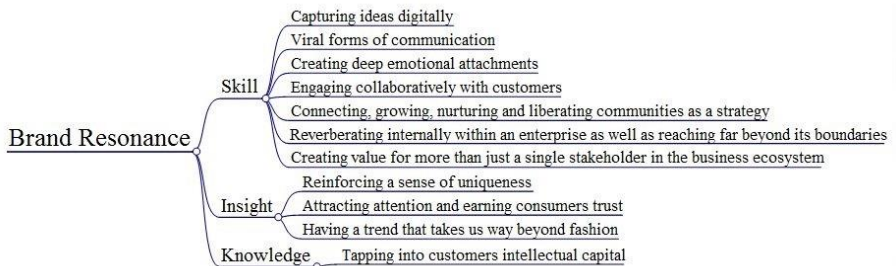 Brand Resonance
Skill
Capturing ideas digitally
Viral forms of communication
Creating deep emotional attachments
Engaging collaboratively with customers
Connecting, growing, nurturing and liberating communities as a strategy
Reverberating internally within an enterprise as well as reaching far beyond its boundaries
Creating value for more than just a single stakeholder in the business ecosystem
Insight
Reinforcing a sense of uniqueness
Attracting attention and earning consumers trust
Having a trend that takes us way beyond fashion
Knowledge
Tapping into customers intellectual capital